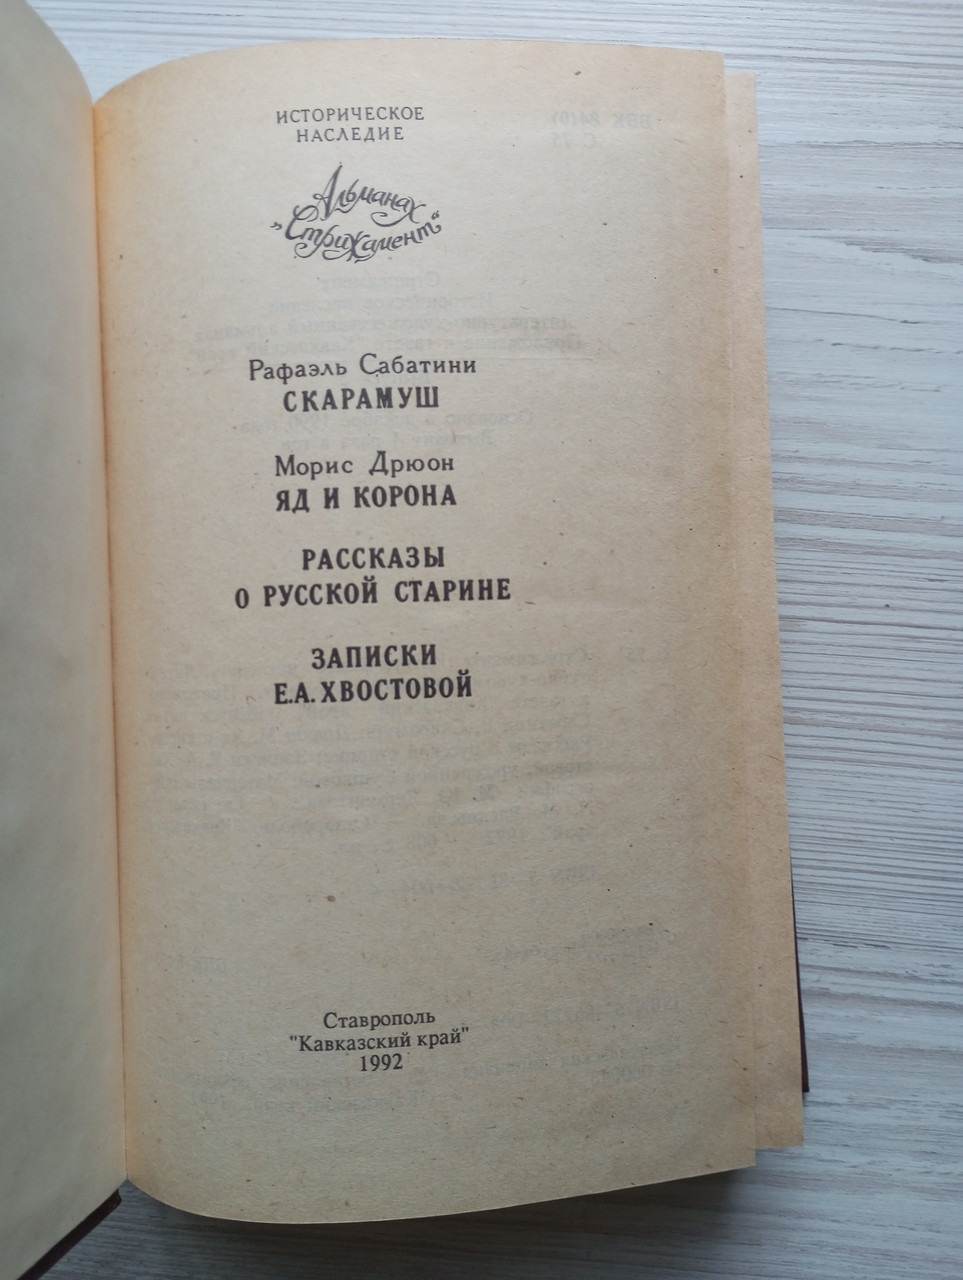 ИСТОРИЧЕСКОЕ
НАСЛЕДИЕ
Альманах
"Стрижамент"
Рафаэль Сабатини
СКАРАМУШ
Морис Дрюон
ЯД И КОРОНА
РАССКАЗЫ
О РУССКОЙ СТАРИНЕ
ЗАПИСКИ
Е.А.ХВОСТОВОЙ
Ставрополь
"Кавказский край"
1992